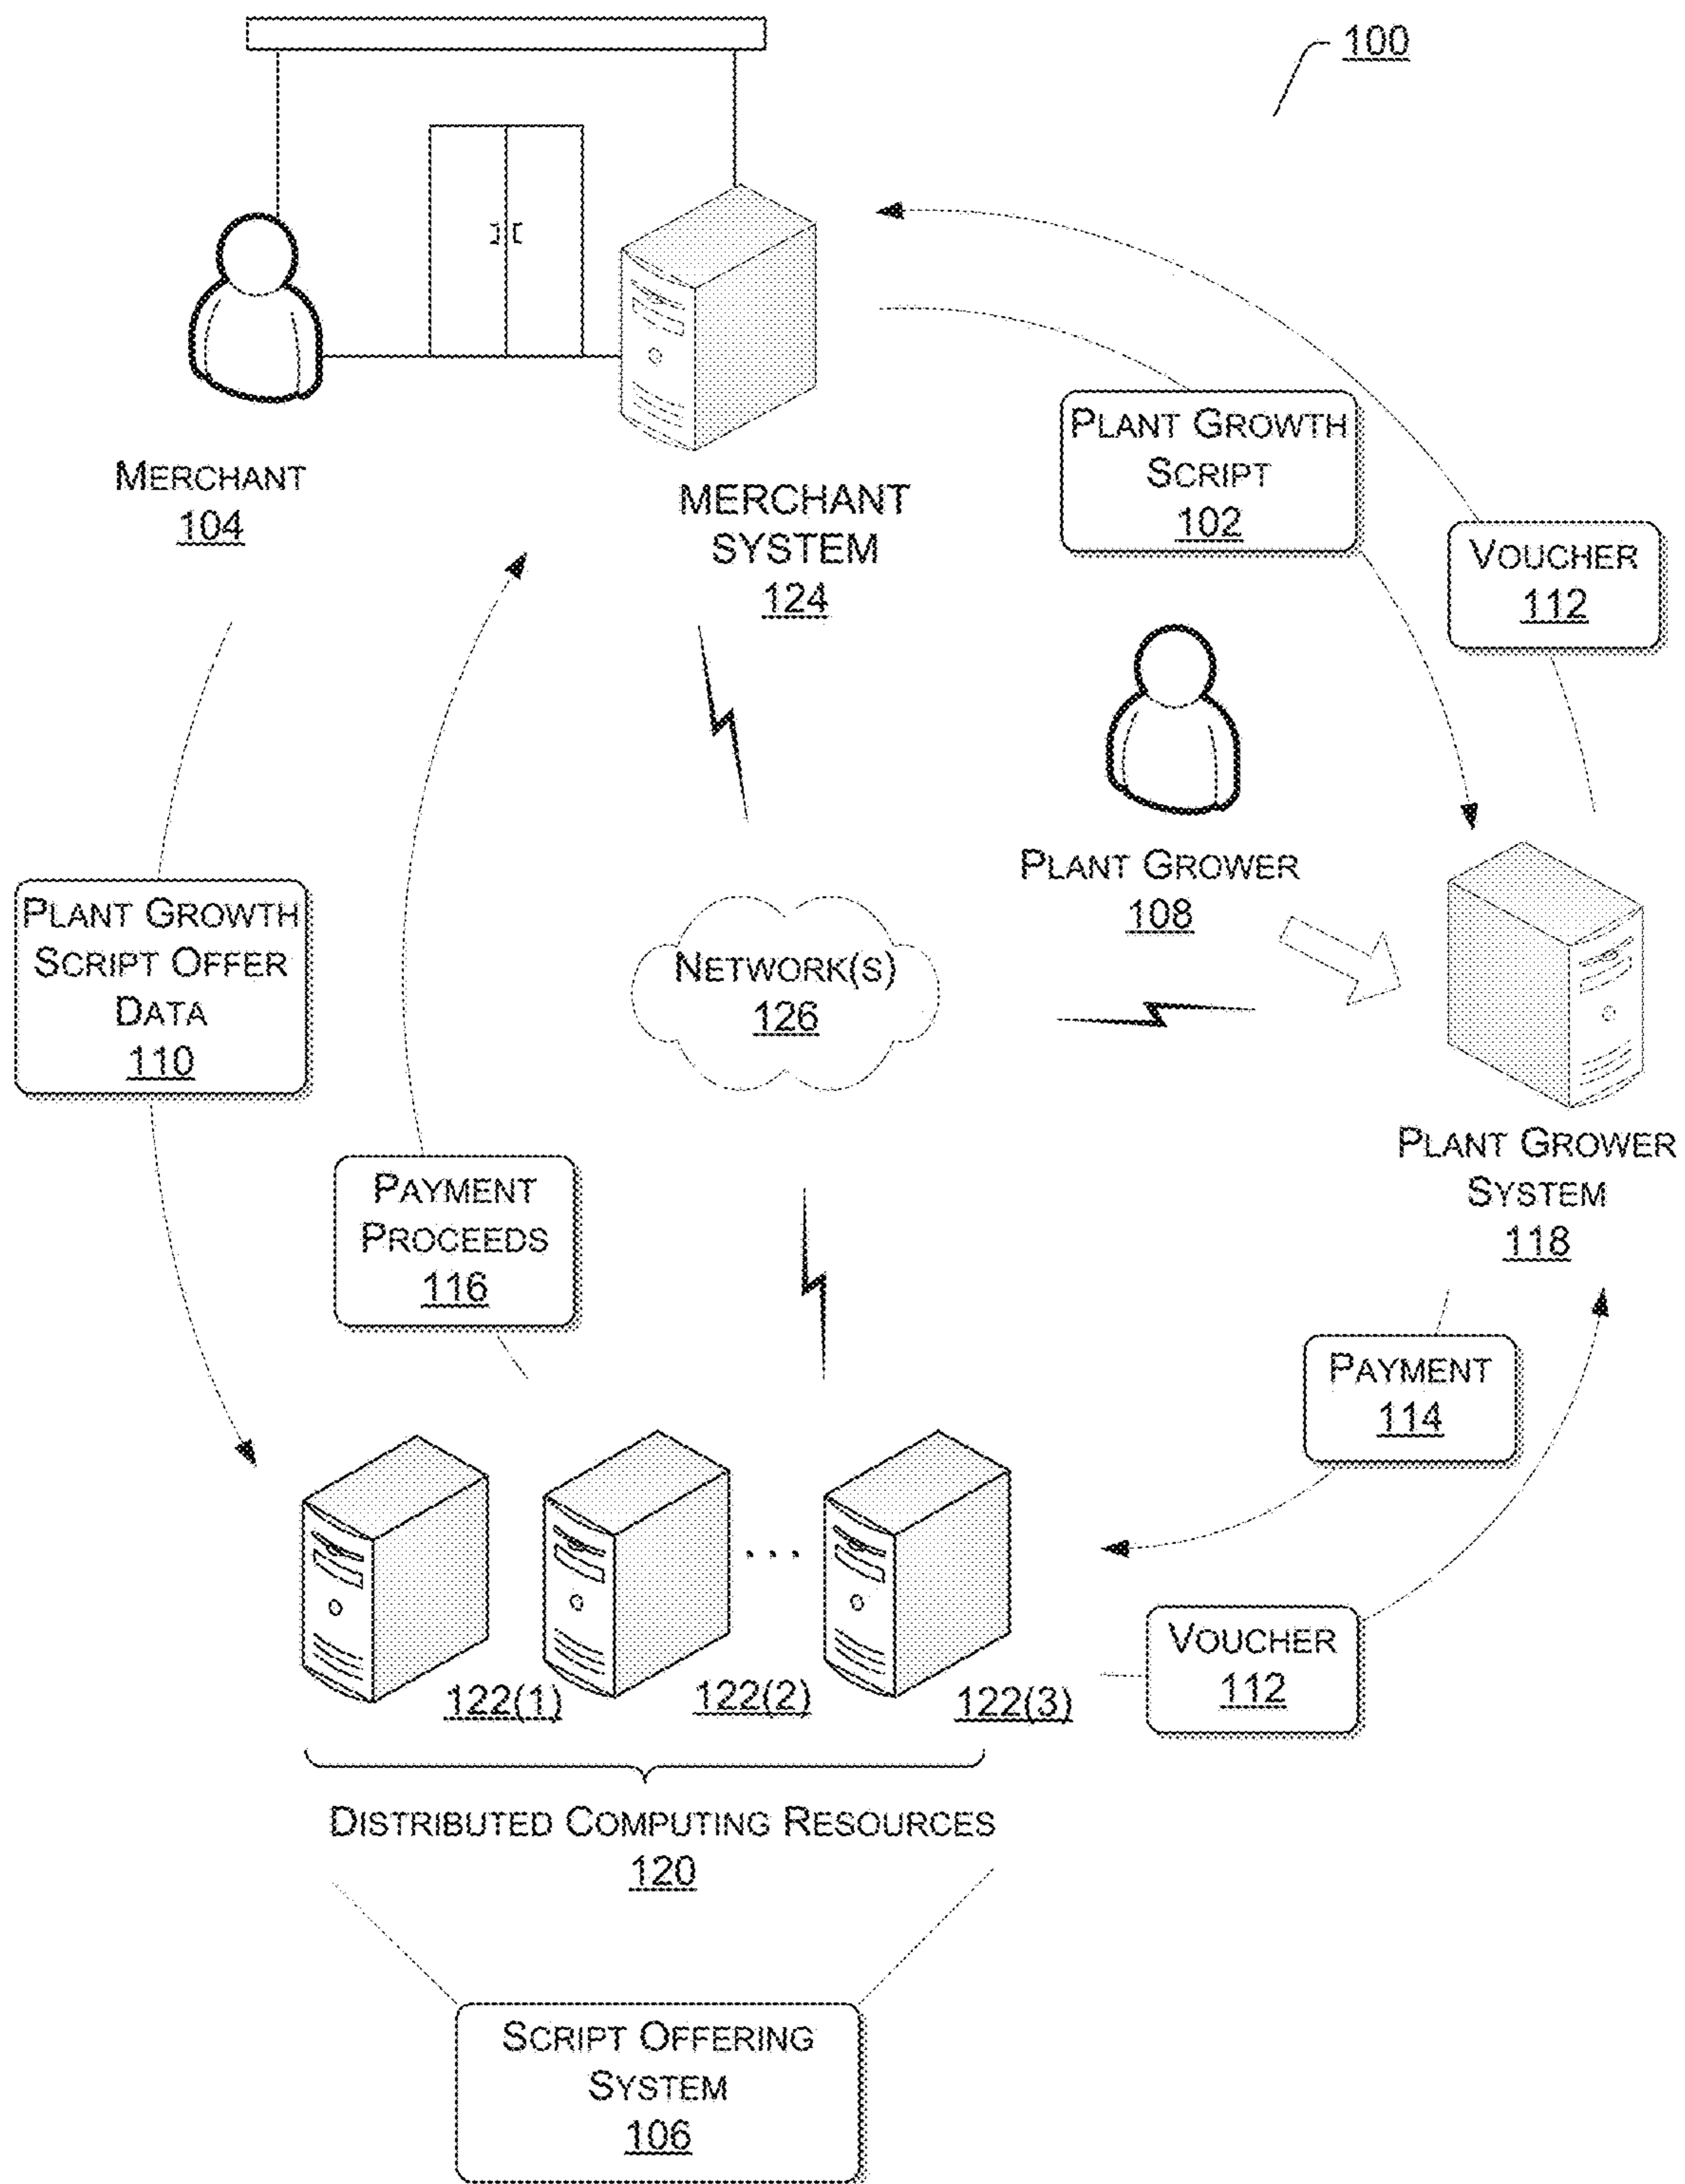 100
MERCHANT
104
MERCHANT
SYSTEM
124
PLANT GROWTH
SCRIPT
102
VOUCHER
112
PLANT GROWER
108
PLANT GROWTH
SCRIPT OFFER
DATA
110
NETWORK(S)
126
PLANT GROWER
SYSTEM
118
PAYMENT
PROCEEDS
116
PAYMENT
114
VOUCHER
112
122(1)
122(2)
...
122(3)
DISTRIBUTED COMPUTING RESOURCES
120
SCRIPT OFFERING
SYSTEM
106